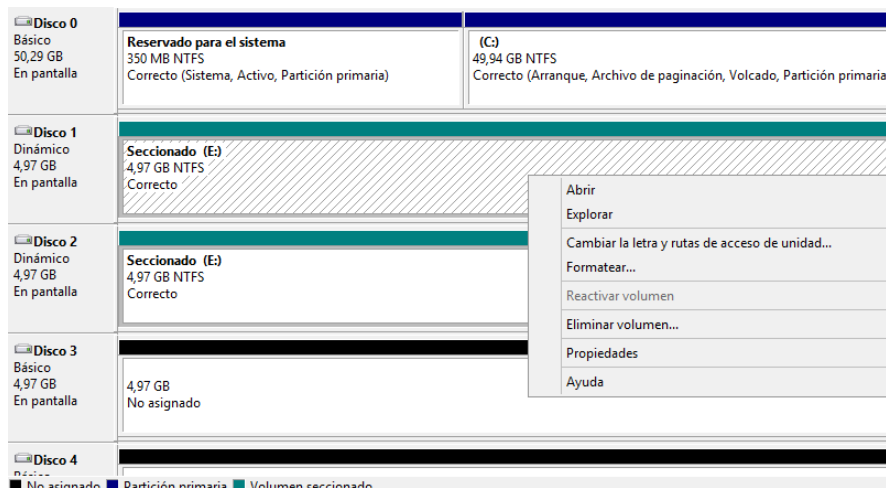 Disco 0
Básico
50,29 GB
En pantalla
Reservado para el sistema
350 MB NTFS
Correcto (Sistema, Activo, Partición primaria)
(C:)
49,94 GB NTFS
Correcto (Arranque, Archivo de paginación, Volcado, Partición primaria
Disco 1
Dinámico
4,97 GB
En pantalla
Seccionado (E:)
4,97 GB NTFS
Correcto
Abrir
Explorar
Cambiar la letra y rutas de acceso de unidad...
Formatear...
Reactivar volumen
Eliminar volumen...
Propiedades
Ayuda
Disco 2
Dinámico
4,97 GB
En pantalla
Seccionado (E:)
4,97 GB NTFS
Correcto
Disco 3
Básico
4,97 GB
En pantalla
4,97 GB
No asignado
Disco 4
Básico
No asignado
Partición primaria
Volumen seccionado